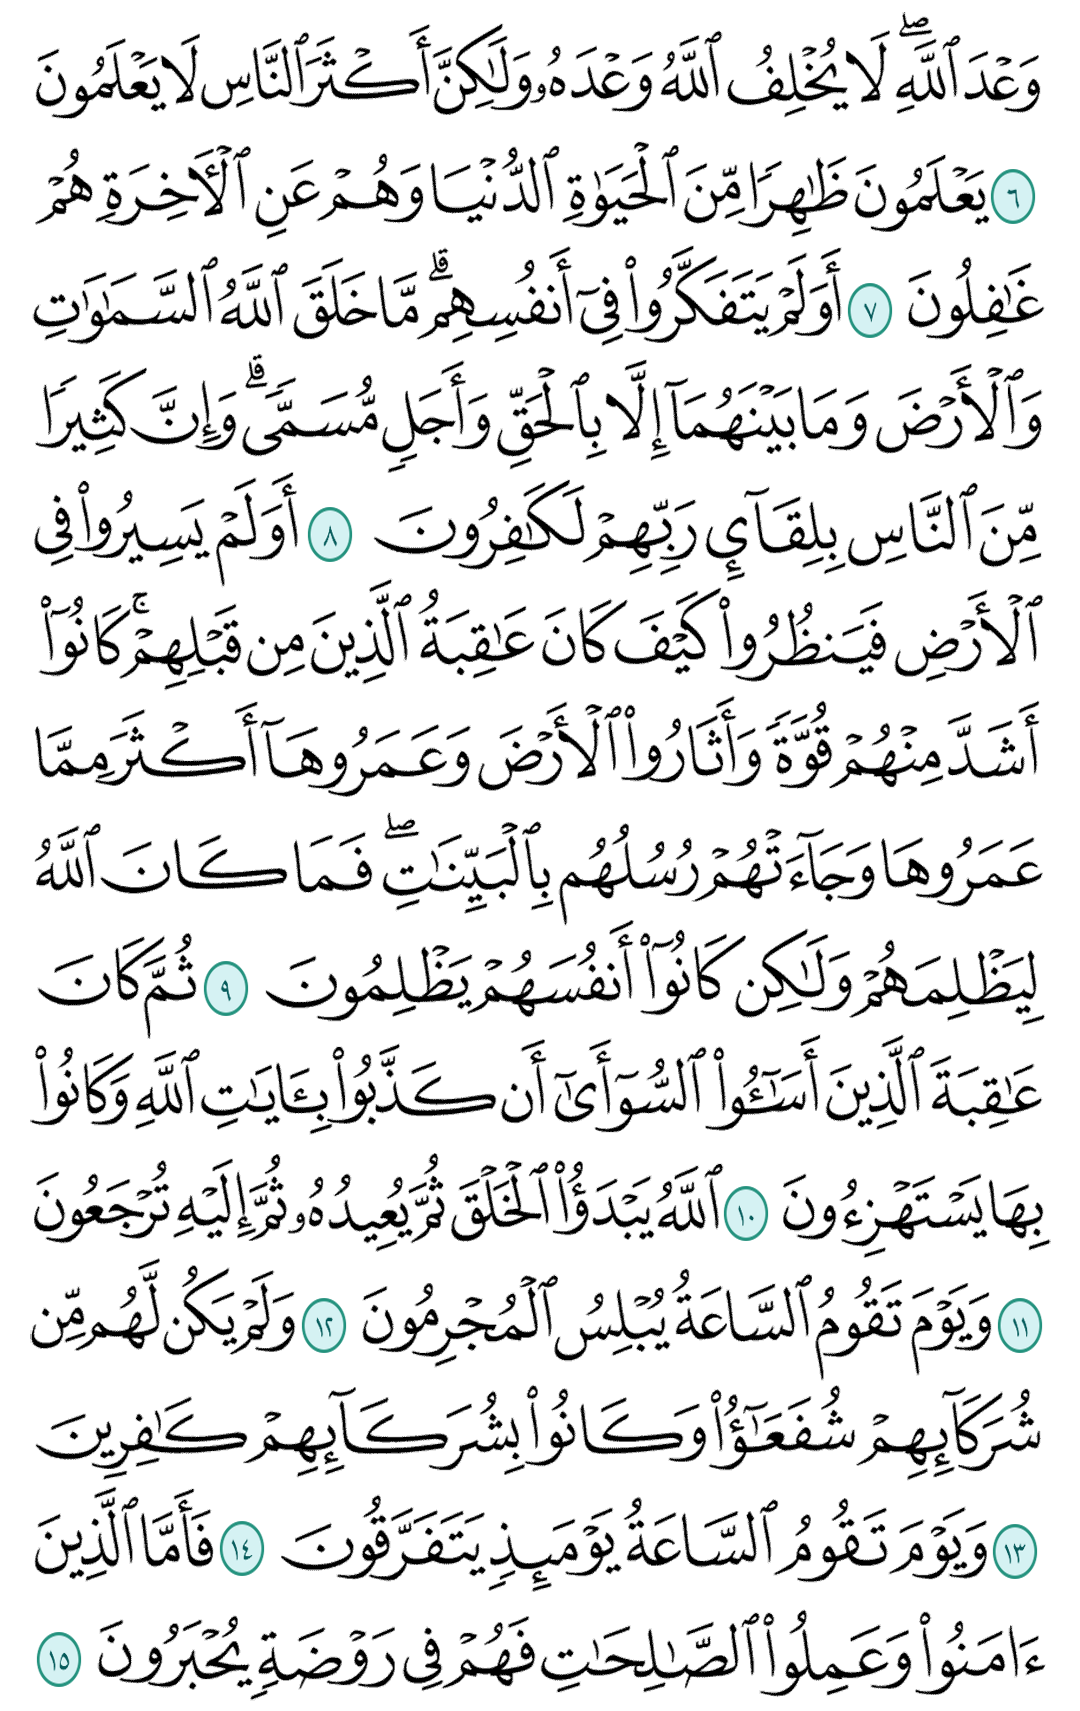 وَعْدَ ٱللَّهِ ۖ لَا يُخْلِفُ ٱللَّهُ وَعْدَهُۥ وَلَـٰكِنَّ أَكْثَرَ ٱلنَّاسِ لَا يَعْلَمُونَ
٦ يَعْلَمُونَ ظَـٰهِرًا مِّنَ ٱلْحَيَوٰةِ ٱلدُّنْيَا وَهُمْ عَنِ ٱلْـَٔاخِرَةِ هُمْ
غَـٰفِلُونَ ٧ أَوَلَمْ يَتَفَكَّرُوا۟ فِىٓ أَنفُسِهِم ۗ مَّا خَلَقَ ٱللَّهُ ٱلسَّمَـٰوَٰتِ
وَٱلْأَرْضَ وَمَا بَيْنَهُمَآ إِلَّا بِٱلْحَقِّ وَأَجَلٍ مُّسَمًّى ۗ وَإِنَّ كَثِيرًا
مِّنَ ٱلنَّاسِ بِلِقَآئِ رَبِّهِمْ لَكَـٰفِرُونَ ٨ أَوَلَمْ يَسِيرُوا۟ فِى
ٱلْأَرْضِ فَيَنظُرُوا۟ كَيْفَ كَانَ عَـٰقِبَةُ ٱلَّذِينَ مِن قَبْلِهِمْ ۚ كَانُوٓا۟
أَشَدَّ مِنْهُمْ قُوَّةً وَأَثَارُوا۟ ٱلْأَرْضَ وَعَمَرُوهَآ أَكْثَرَ مِمَّا
عَمَرُوهَا وَجَآءَتْهُمْ رُسُلُهُم بِٱلْبَيِّنَـٰتِ ۖ فَمَا كَانَ ٱللَّهُ
لِيَظْلِمَهُمْ وَلَـٰكِن كَانُوٓا۟ أَنفُسَهُمْ يَظْلِمُونَ ٩ ثُمَّ كَانَ
عَـٰقِبَةَ ٱلَّذِينَ أَسَـٰٓـُٔوا۟ ٱلسُّوٓأَىٰٓ أَن كَذَّبُوا۟ بِـَٔايَـٰتِ ٱللَّهِ وَكَانُوا۟
بِهَا يَسْتَهْزِءُونَ ١٠ ٱللَّهُ يَبْدَؤُا۟ ٱلْخَلْقَ ثُمَّ يُعِيدُهُۥ ثُمَّ إِلَيْهِ تُرْجَعُونَ
١١ وَيَوْمَ تَقُومُ ٱلسَّاعَةُ يُبْلِسُ ٱلْمُجْرِمُونَ ١٢ وَلَمْ يَكُن لَّهُم مِّن
شُرَكَآئِهِمْ شُفَعَـٰٓؤُا۟ وَكَانُوا۟ بِشُرَكَآئِهِمْ كَـٰفِرِينَ
١٣ وَيَوْمَ تَقُومُ ٱلسَّاعَةُ يَوْمَئِذٍ يَتَفَرَّقُونَ ١٤ فَأَمَّا ٱلَّذِينَ
ءَامَنُوا۟ وَعَمِلُوا۟ ٱلصَّـٰلِحَـٰتِ فَهُمْ فِى رَوْضَةٍ يُحْبَرُونَ ١٥